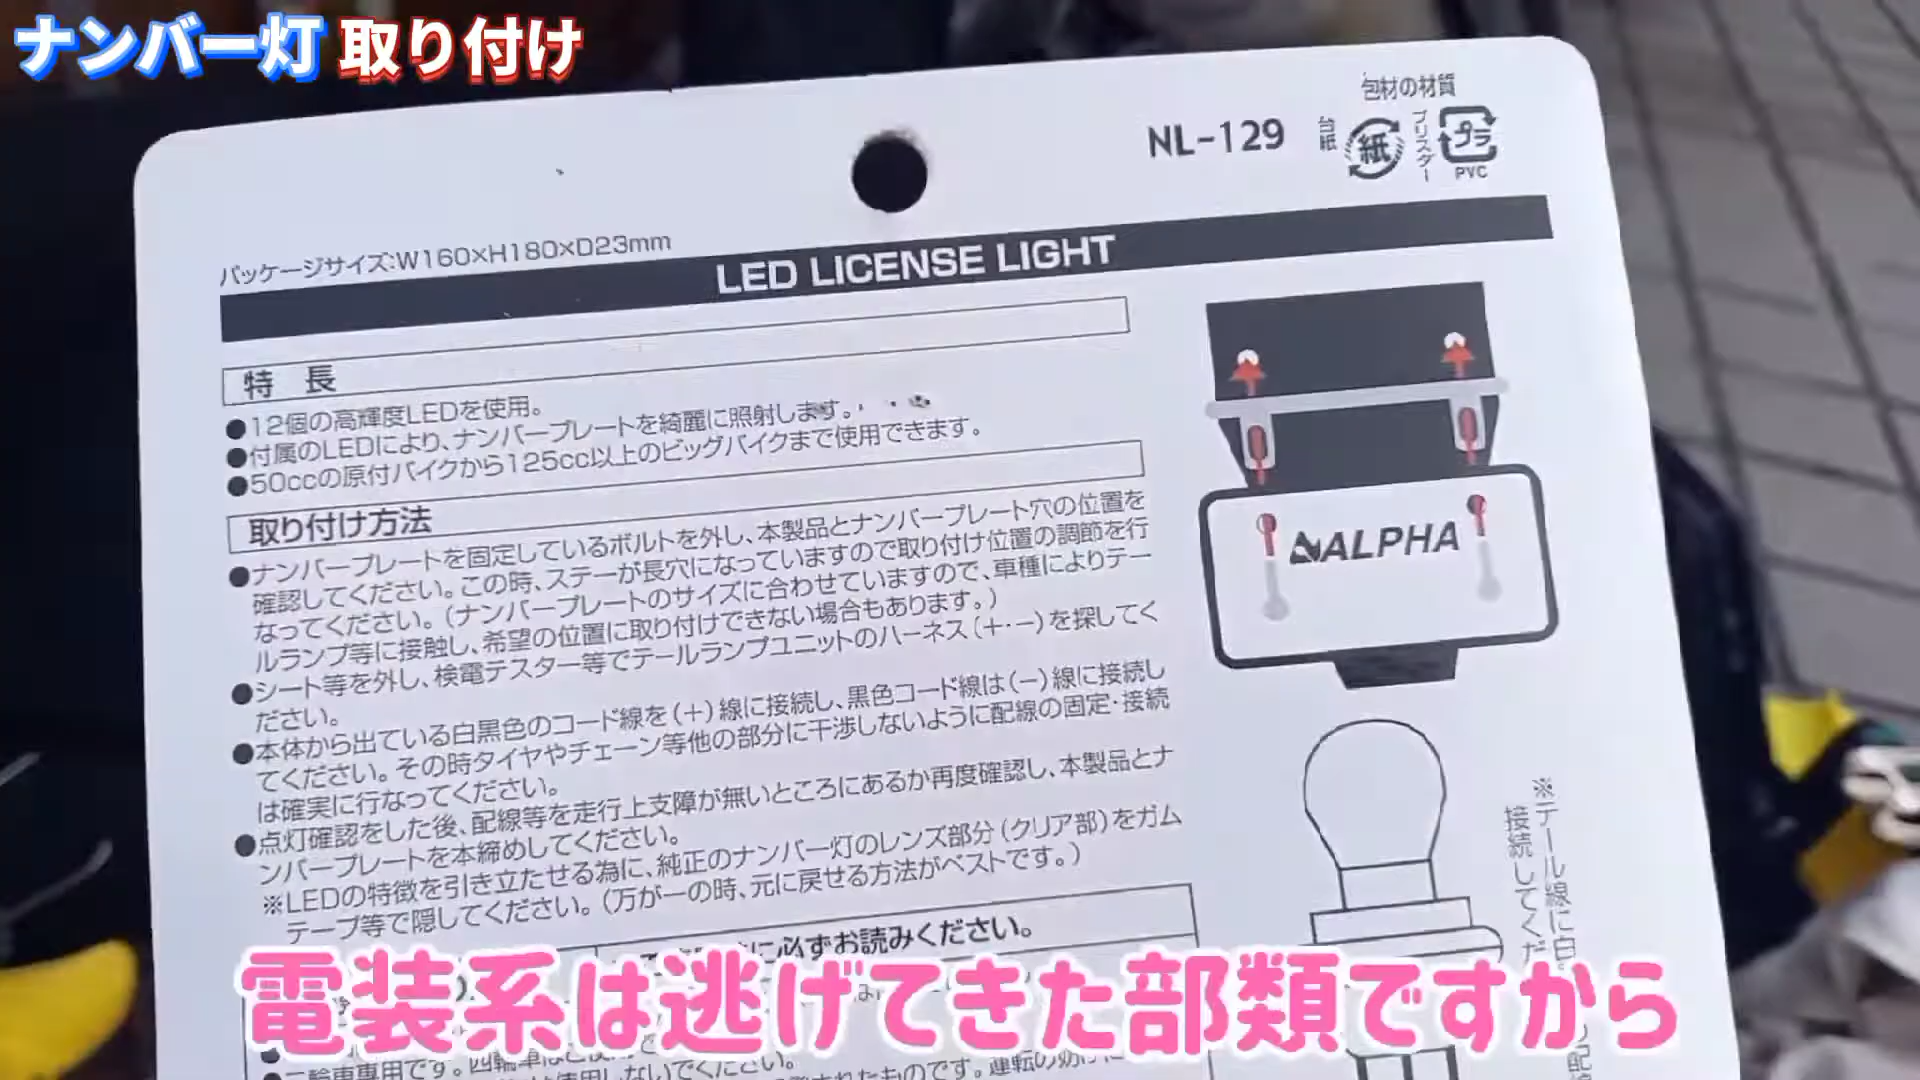 ナンバー灯 取り付け
包材の材質
NL-129
台紙
紙
ブリスター
プラ
PVC
パッケージサイズ:W160×H180×D23mm
LED LICENSE LIGHT
特 長
●12個の高輝度LEDを使用。
●付属のLEDにより、ナンバープレートを綺麗に照射します。
●50ccの原付バイクから125cc以上のビッグバイクまで使用できます。
取り付け方法
●ナンバープレートを固定しているボルトを外し、本製品とナンバープレート穴の位置を
確認してください。この時、ステーが長穴になっていますので取り付け位置の調節を行
なってください。(ナンバープレートのサイズに合わせていますので、車種によりテー
ルランプ等に接触し、希望の位置に取り付けできない場合もあります。)
●シート等を外し、検電テスター等でテールランプユニットのハーネス(+・-)を探してく
ださい。
●本体から出ている白黒色のコード線を(+)線に接続し、黒色コード線は(-)線に接続し
てください。その時タイヤやチェーン等他の部分に干渉しないように配線の固定・接続
は確実に行なってください。
●点灯確認をした後、配線等を走行上支障が無いところにあるか再度確認し、本製品とナ
ンバープレートを本締めしてください。
※LEDの特徴を引き立たせる為に、純正のナンバー灯のレンズ部分(クリア部)をガム
テープ等で隠してください。(万が一の時、元に戻せる方法がベストです。)
ALPHA
※テール線に白
接続してくだ
に必ずお読みください。
電装系は逃げてきた部類ですから